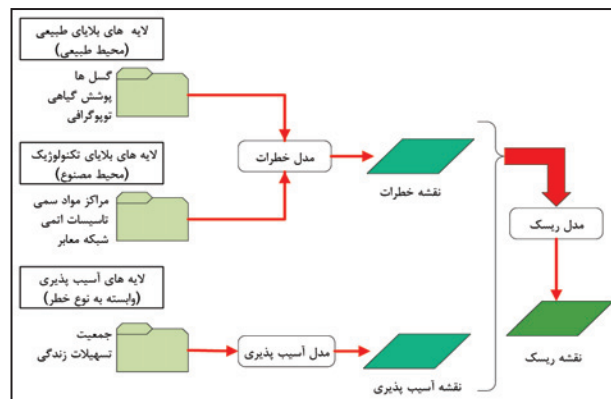 لایه های بلایای طبیعی
(محیط طبیعی)
گسل ها
پوشش گیاهی
توپوگرافی
لایه های بلایای تکنولوژیک
(محیط مصنوع)
مراکز مواد سمی
تاسیسات اتمی
شبکه معابر
مدل خطرات
نقشه خطرات
لایه های آسیب پذیری
(وابسته به نوع خطر)
جمعیت
تسهیلات زندگی
مدل آسیب پذیری
نقشه آسیب پذیری
مدل ریسک
نقشه ریسک